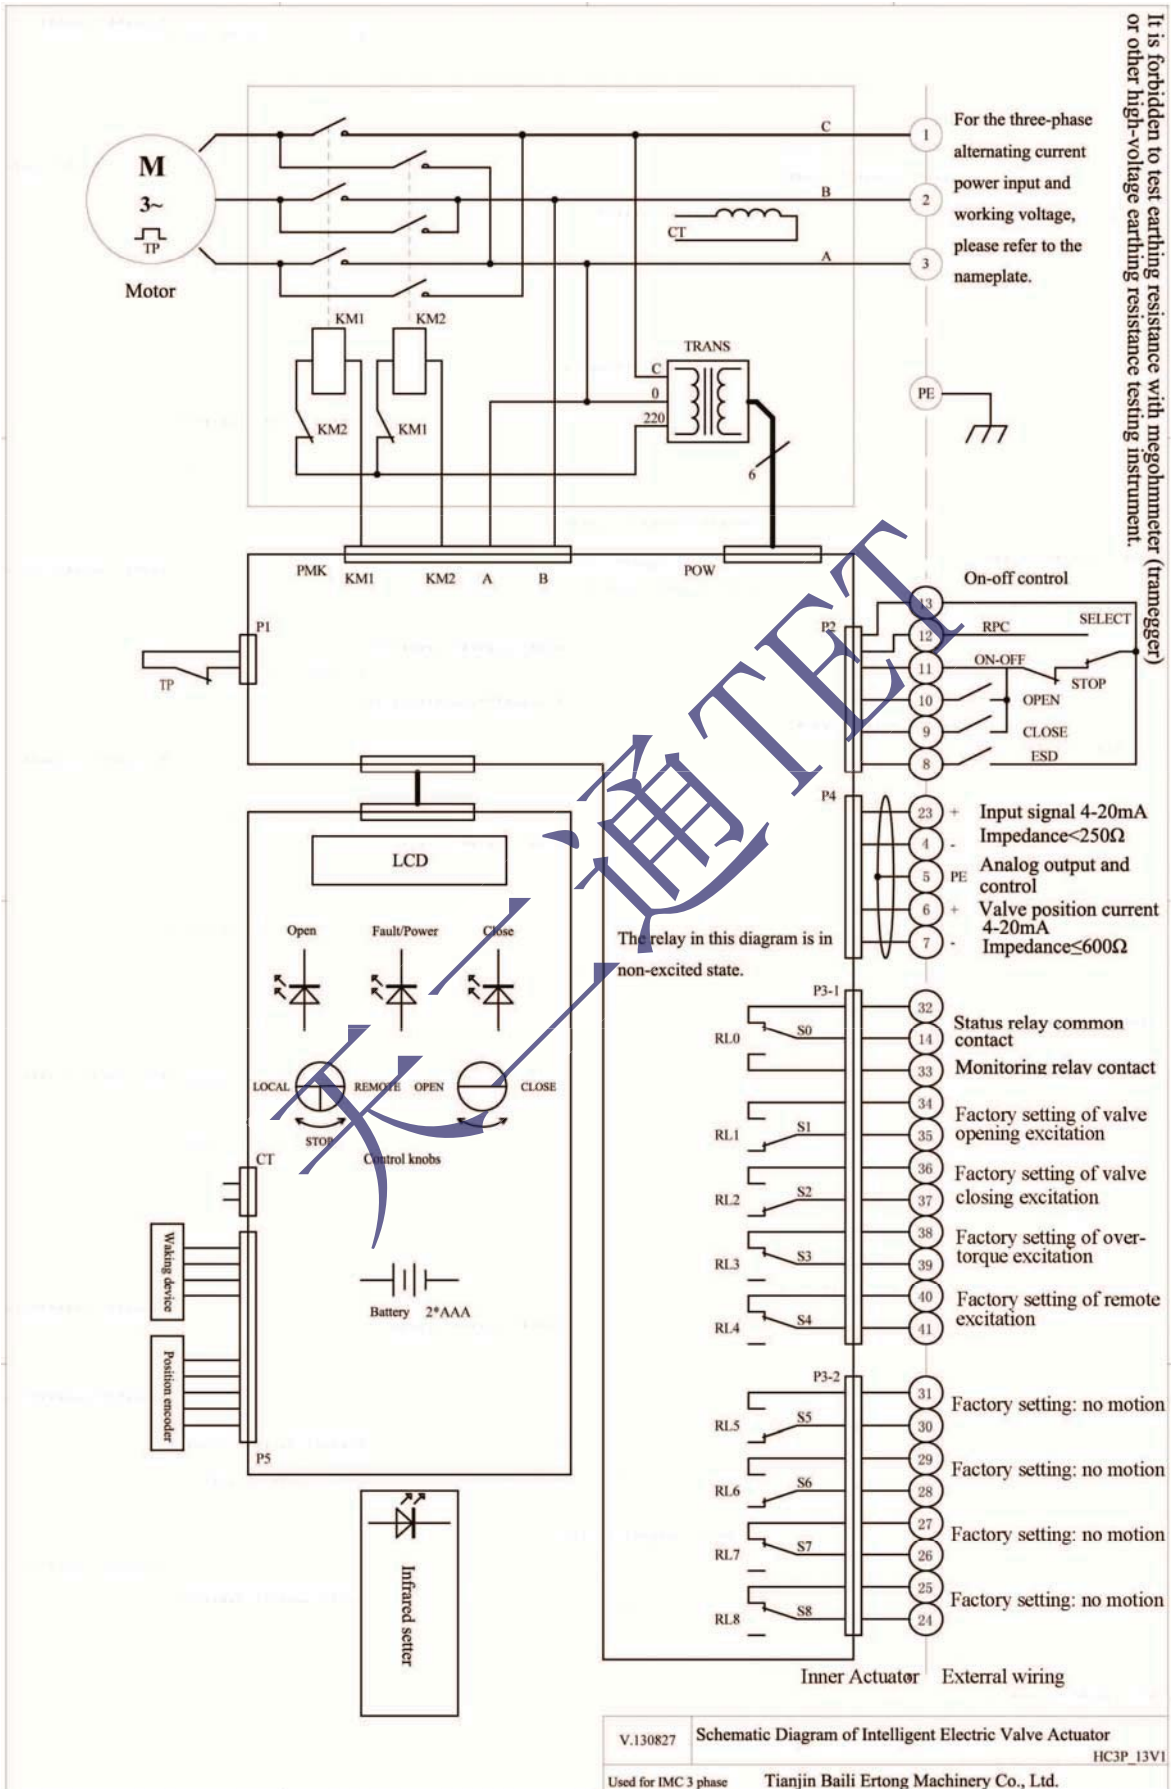 It is forbidden to test earthing resistance with megohmmeter (tramegger)
or other high-voltage earthing resistance testing instrument.
M
3~
TP
Motor
C
B
A
CT
1
2
3
For the three-phase
alternating current
power input and
working voltage,
please refer to the
nameplate.
KM1
KM2
KM2
KM1
TRANS
C
0
220
6
PE
PMK
KM1
KM2
A
B
POW
P1
TP
P2
On-off control
13
SELECT
12
RPC
11
ON-OFF
STOP
10
OPEN
9
CLOSE
8
ESD
P4
23
+
Input signal 4-20mA
4
-
Impedance<250Ω
5
PE
Analog output and
control
6
+
Valve position current
4-20mA
7
-
Impedance≤600Ω
LCD
Open
Fault/Power
Close
The relay in this diagram is in
non-excited state.
LOCAL
REMOTE
STOP
OPEN
CLOSE
Control knobs
CT
Waking device
Position encoder
Battery 2*AAA
P5
Infrared setter
P3-1
RL0
S0
32
14
33
Status relay common
contact
Monitoring relay contact
RL1
S1
34
35
Factory setting of valve
opening excitation
RL2
S2
36
37
Factory setting of valve
closing excitation
RL3
S3
38
39
Factory setting of over-
torque excitation
RL4
S4
40
41
Factory setting of remote
excitation
P3-2
RL5
S5
31
30
Factory setting: no motion
RL6
S6
29
28
Factory setting: no motion
RL7
S7
27
26
Factory setting: no motion
RL8
S8
25
24
Factory setting: no motion
Inner Actuator
Exterral wiring
V.130827
Schematic Diagram of Intelligent Electric Valve Actuator
HC3P_13V1
Used for IMC 3 phase
Tianjin Baili Ertong Machinery Co., Ltd.
天二通TET